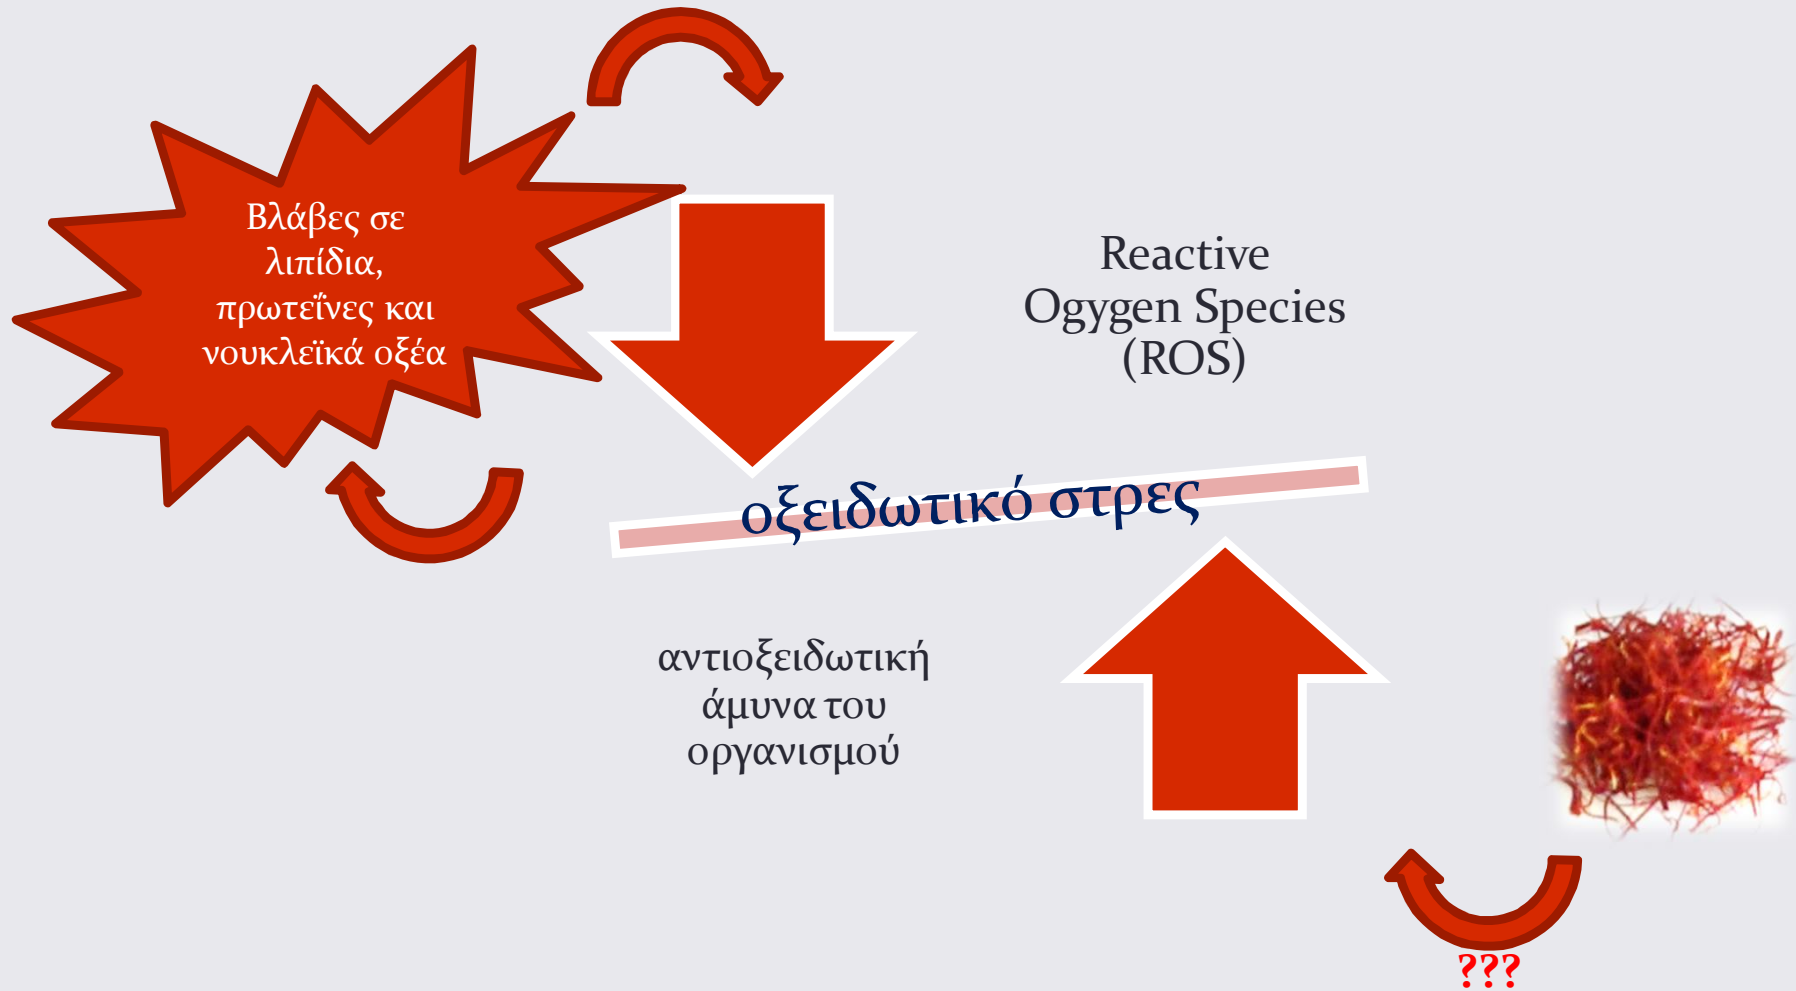 Βλάβες σε
λιπίδια,
πρωτεΐνες και
νουκλεϊκά οξέα
Reactive
Ogygen Species
(ROS)
οξειδωτικό στρες
αντιοξειδωτική
άμυνα του
οργανισμού
???